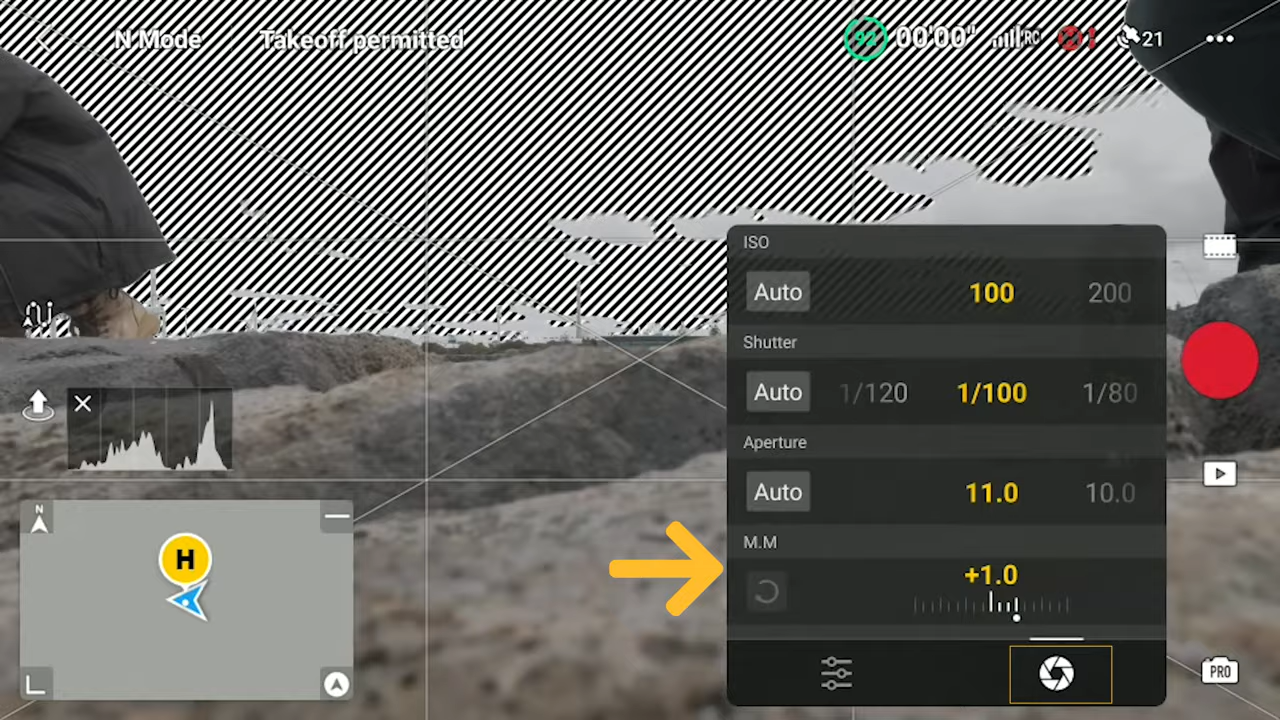 N Mode Takeoff permitted 92 00'00" RC 21
ISO
Auto 100 200
Shutter
Auto 1/120 1/100 1/80
Aperture
Auto 11.0 10.0
M.M
+1.0
N
H
PRO